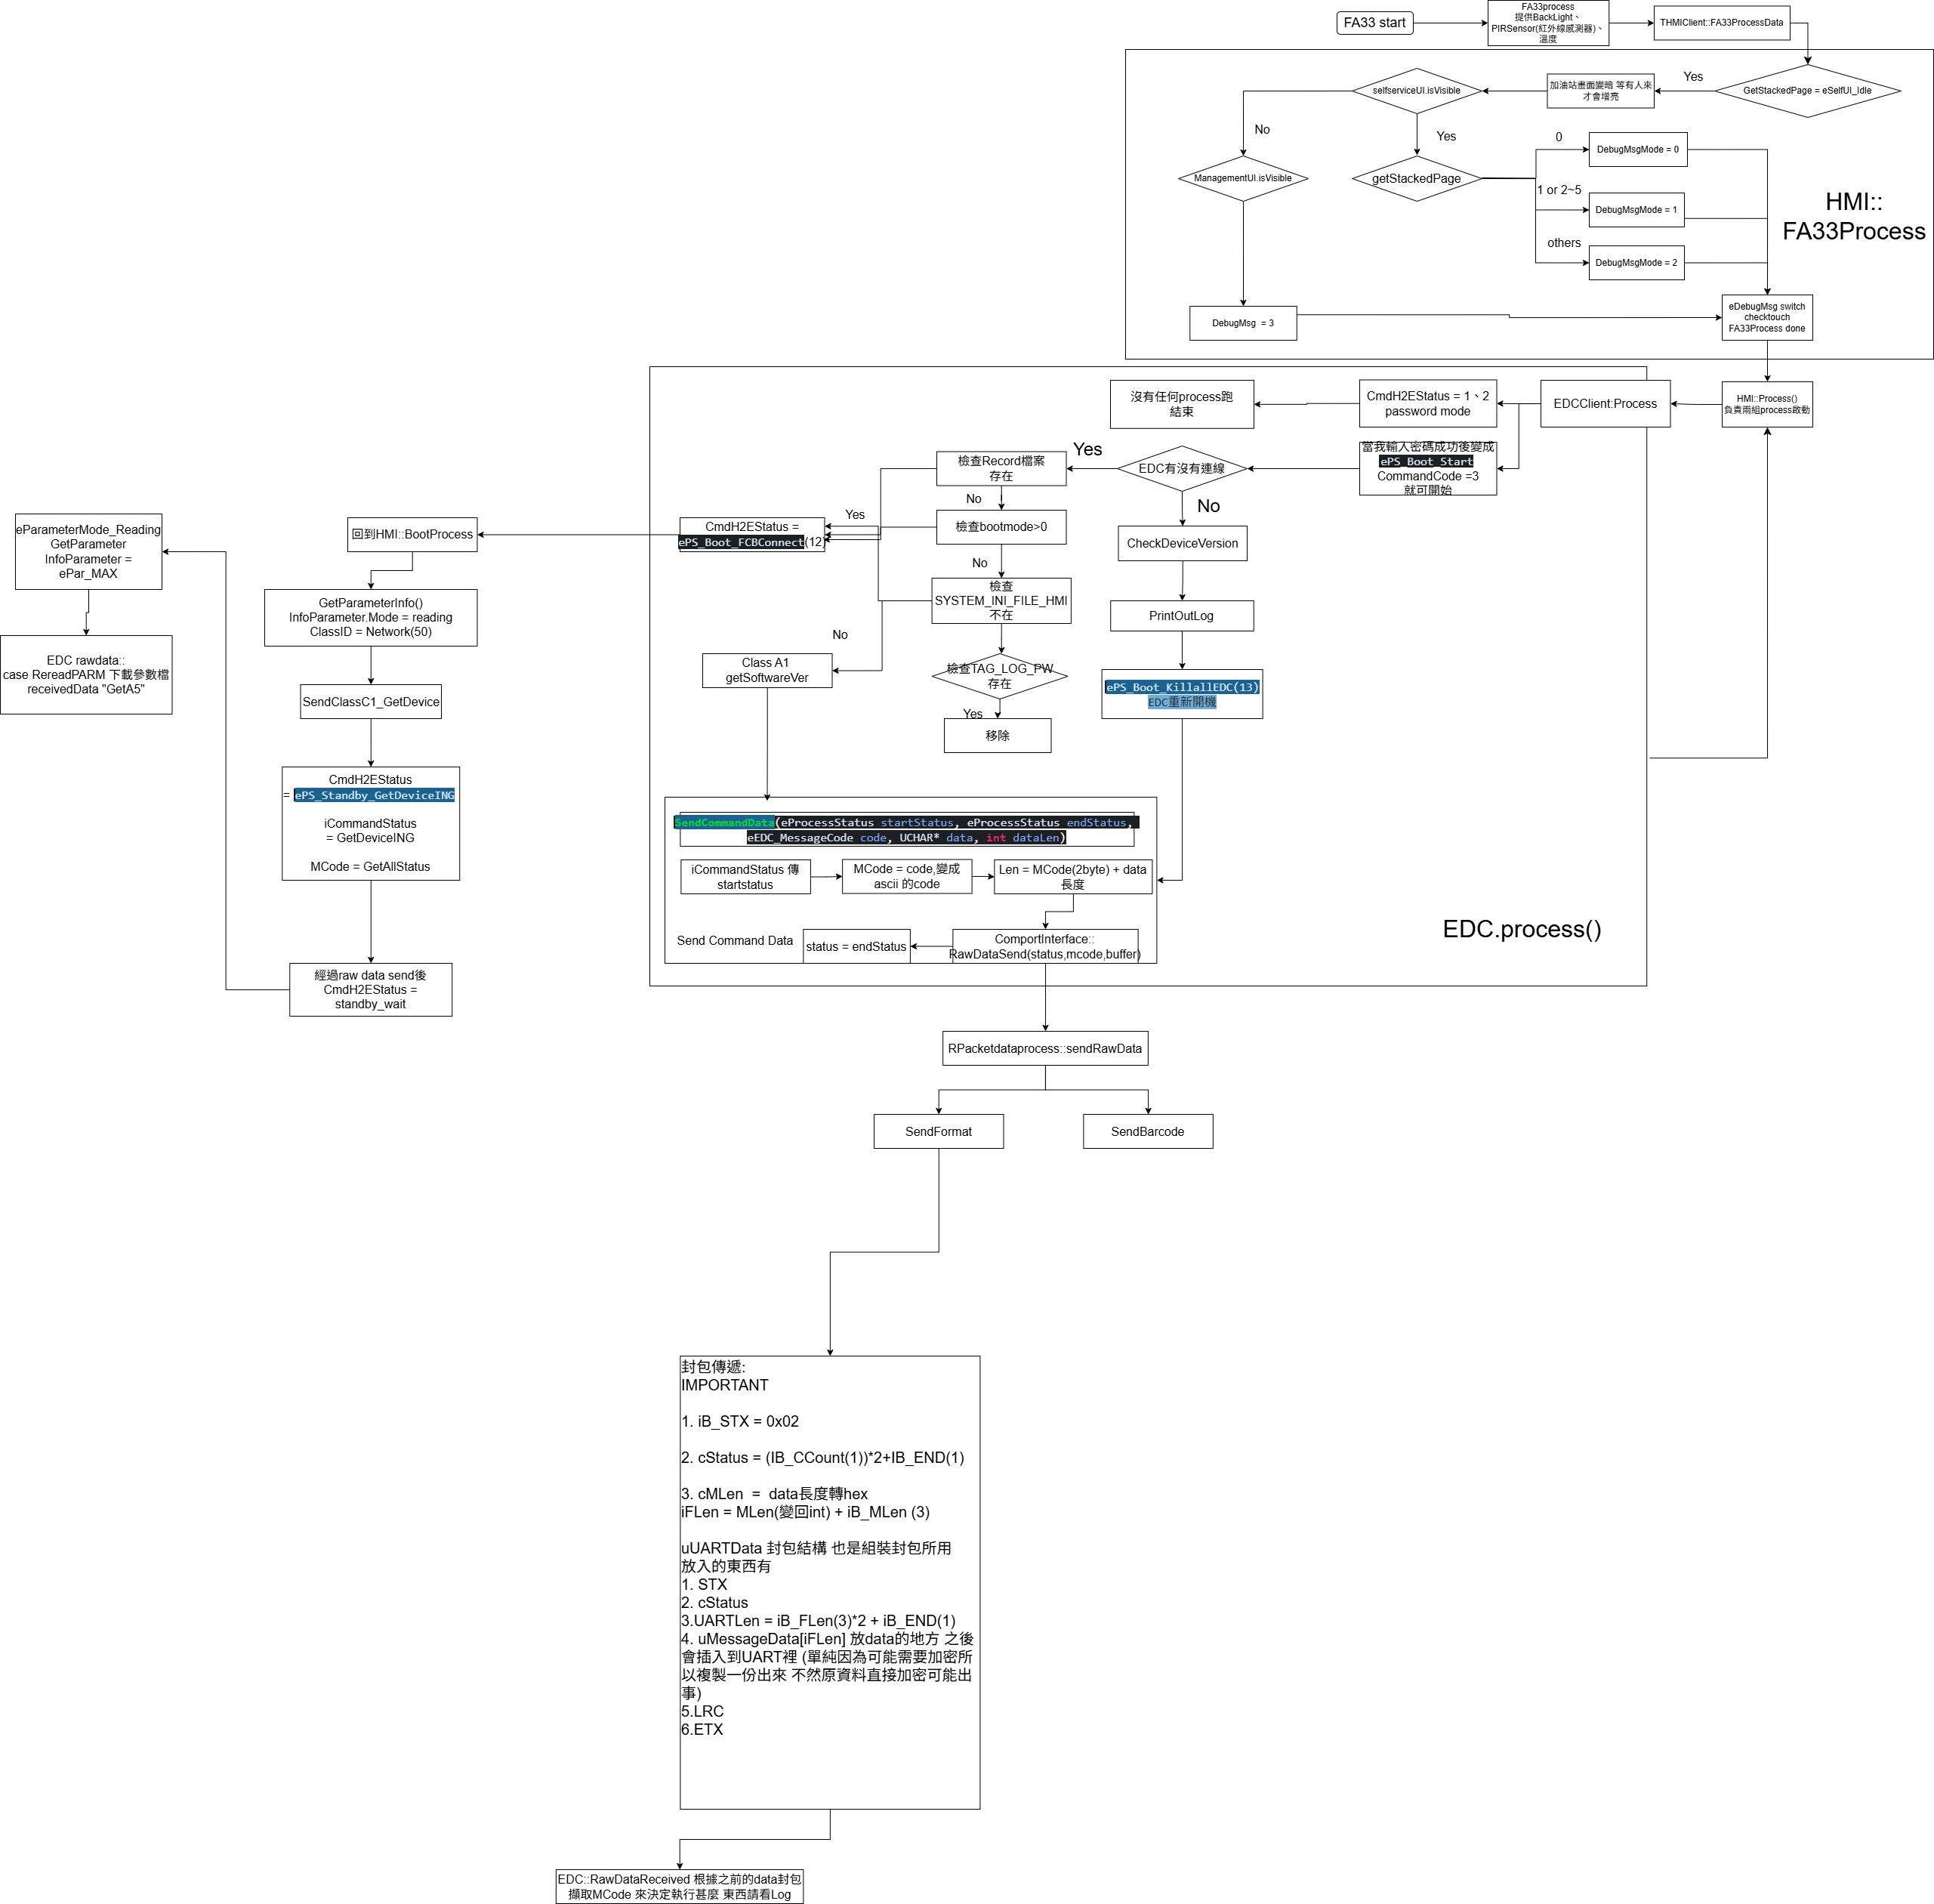 FA33 start
FA33process
提供BackLight、
PIRSensor(紅外線感測器)、
溫度
THMIClient::FA33ProcessData
GetStackedPage = eSelfUI_Idle
Yes
加油站畫面變暗 等有人來
才會增亮
selfserviceUI.isVisible
No
Yes
ManagementUI.isVisible
getStackedPage
0
DebugMsgMode = 0
1 or 2~5
DebugMsgMode = 1
others
DebugMsgMode = 2
HMI::
FA33Process
DebugMsg  = 3
eDebugMsg switch
checktouch
FA33Process done
HMI::Process()
負責兩組process啟動
EDCClient:Process
CmdH2EStatus = 1、2
password mode
沒有任何process跑
結束
當我輸入密碼成功後變成
ePS_Boot_Start
CommandCode =3
就可開始
EDC有沒有連線
Yes
No
檢查Record檔案
存在
No
檢查bootmode>0
No
檢查
SYSTEM_INI_FILE_HMI
不在
檢查TAG_LOG_PW
存在
Yes
移除
CheckDeviceVersion
PrintOutLog
ePS_Boot_KillallEDC(13)
EDC重新開機
Yes
CmdH2EStatus =
ePS_Boot_FCBConnect(12)
No
Class A1
getSoftwareVer
回到HMI::BootProcess
GetParameterInfo()
InfoParameter.Mode = reading
ClassID = Network(50)
SendClassC1_GetDevice
CmdH2EStatus
= ePS_Standby_GetDeviceING
iCommandStatus
= GetDeviceING
MCode = GetAllStatus
經過raw data send後
CmdH2EStatus =
standby_wait
eParameterMode_Reading
GetParameter
InfoParameter =
ePar_MAX
EDC rawdata::
case RereadPARM 下載參數檔
receivedData "GetA5"
SendCommandData(eProcessStatus startStatus, eProcessStatus endStatus,
eEDC_MessageCode code, UCHAR* data, int dataLen)
iCommandStatus 傳
startstatus
MCode = code,變成
ascii 的code
Len = MCode(2byte) + data
長度
Send Command Data
status = endStatus
ComportInterface::
RawDataSend(status,mcode,buffer)
EDC.process()
RPacketdataprocess::sendRawData
SendFormat
SendBarcode
封包傳遞:
IMPORTANT
1. iB_STX = 0x02
2. cStatus = (IB_CCount(1))*2+IB_END(1)
3. cMLen  =  data長度轉hex
iFLen = MLen(變回int) + iB_MLen (3)
uUARTData 封包結構 也是組裝封包所用
放入的東西有
1. STX
2. cStatus
3.UARTLen = iB_FLen(3)*2 + iB_END(1)
4. uMessageData[iFLen] 放data的地方 之後
會插入到UART裡 (單純因為可能需要加密所
以複製一份出來 不然原資料直接加密可能出
事)
5.LRC
6.ETX
EDC::RawDataReceived 根據之前的data封包
擷取MCode 來決定執行甚麼 東西請看Log